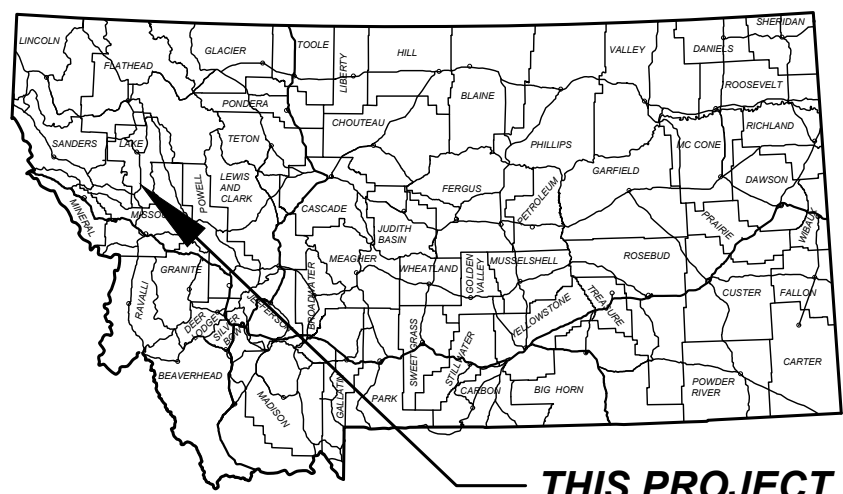 SHERIDAN
LINCOLN
GLACIER
TOOLE
LIBERTY
HILL
VALLEY
DANIELS
FLATHEAD
BLAINE
ROOSEVELT
PONDERA
CHOUTEAU
PHILLIPS
RICHLAND
SANDERS
LAKE
TETON
MC CONE
GARFIELD
DAWSON
LEWIS
AND
CLARK
POWELL
FERGUS
PETROLEUM
MINERAL
CASCADE
JUDITH
BASIN
PRAIRIE
WIBAUX
GRANITE
MEAGHER
WHEATLAND
GOLDEN
VALLEY
MUSSELSHELL
ROSEBUD
RAVALLI
BROADWATER
JEFFERSON
CUSTER
FALLON
DEER
LODGE
SILVER
BOW
YELLOWSTONE
TREASURE
SWEET GRASS
STILLWATER
BEAVERHEAD
MADISON
GALLATIN
PARK
CARBON
BIG HORN
POWDER
RIVER
CARTER
THIS PROJECT